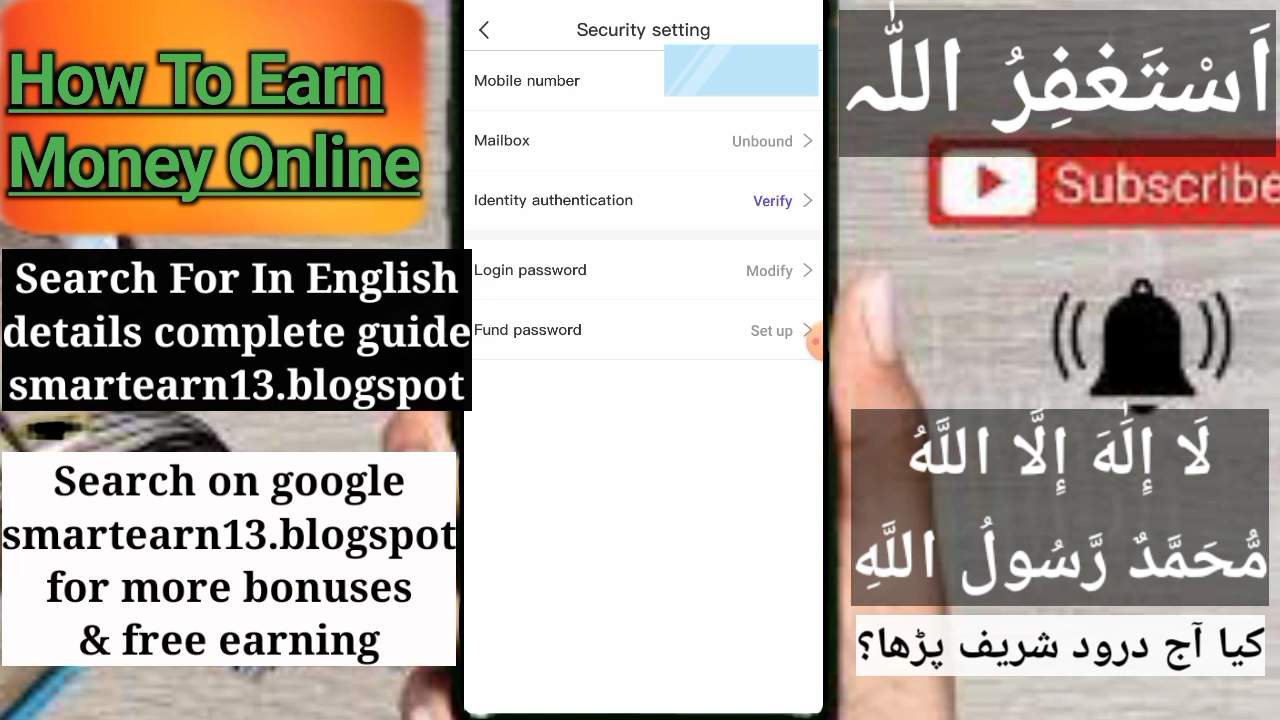 How To Earn
Money Online
Search For In English
details complete guide
smartearn13.blogspot
Search on google
smartearn13.blogspot
for more bonuses
& free earning
Security setting
Mobile number
Mailbox Unbound
Identity authentication Verify
Login password Modify
Fund password Set up
اَسْتَغفِرُ اللّٰه
Subscribe
لَا إِلَٰهَ إِلَّا اللَّهُ
مُّحَمَّدٌ رَّسُولُ اللَّهِ
کیا آج درود شریف پڑھا؟